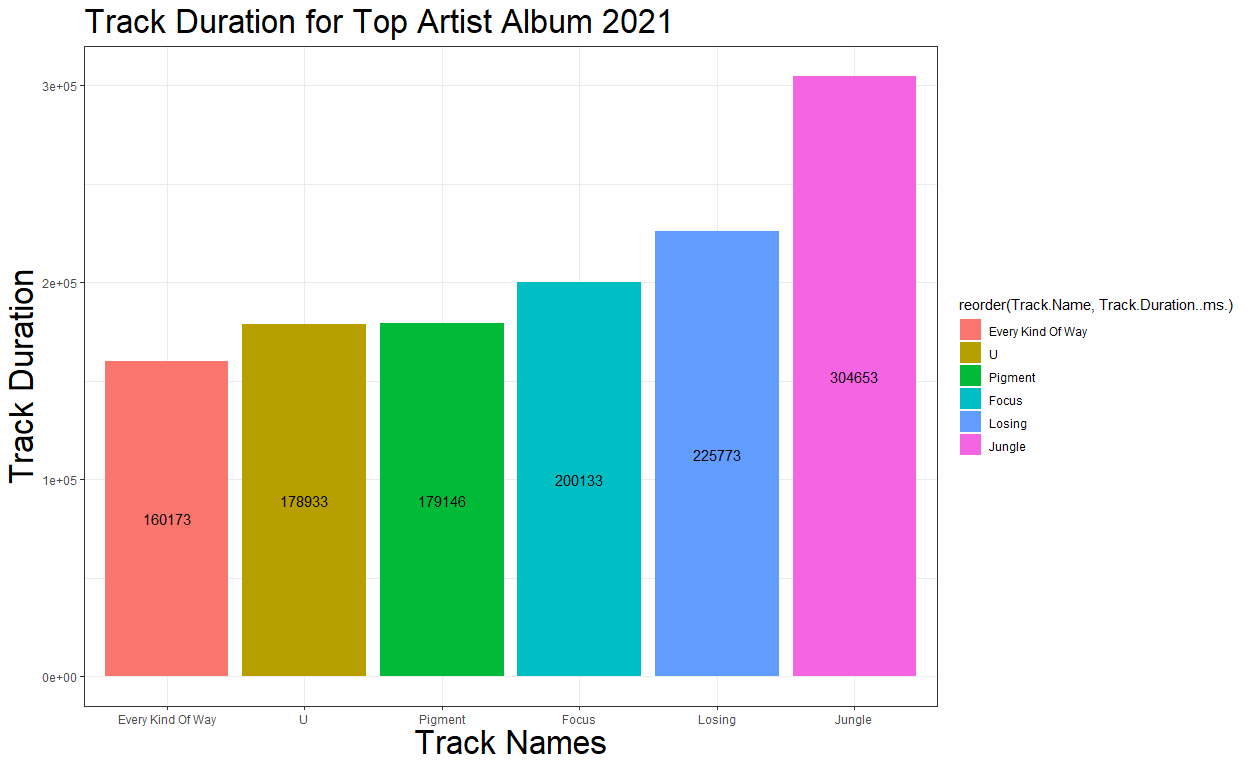 Track Duration for Top Artist Album 2021
Track Duration
3e+05
2e+05
1e+05
0e+00
160173
178933
179146
200133
225773
304653
Every Kind Of Way
U
Pigment
Focus
Losing
Jungle
Track Names
reorder(Track.Name, Track.Duration..ms.)
Every Kind Of Way
U
Pigment
Focus
Losing
Jungle